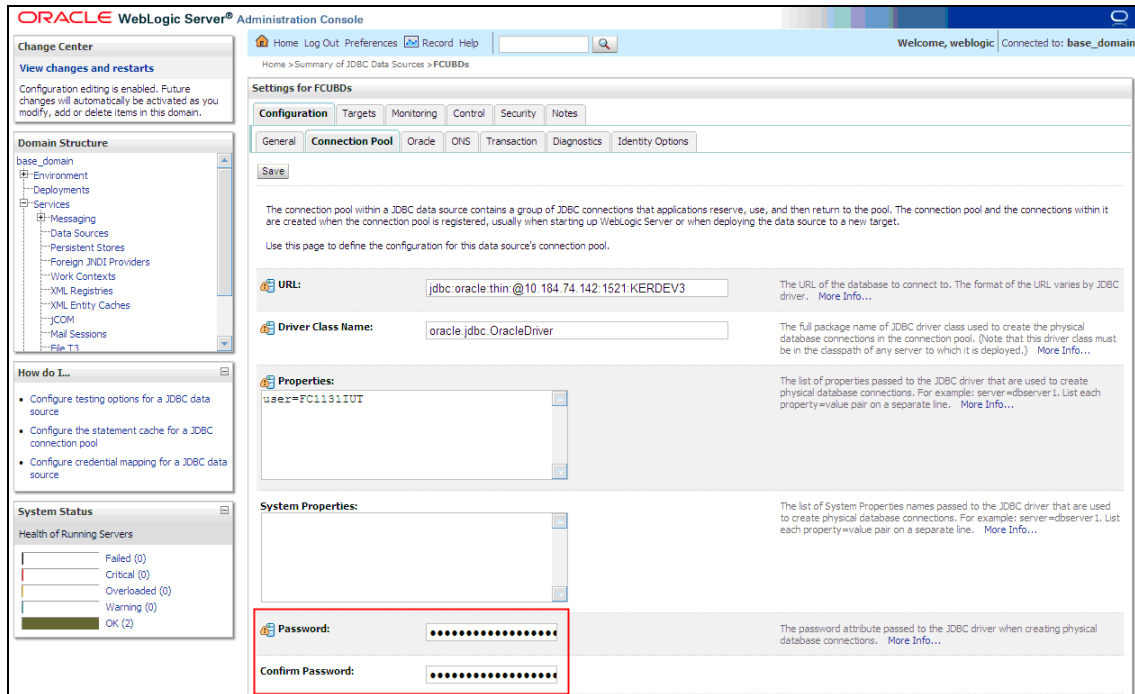 ORACLE WebLogic Server® Administration Console
Change Center
View changes and restarts
Configuration editing is enabled. Future
changes will automatically be activated as you
modify, add or delete items in this domain.
Domain Structure
base_domain
Environment
Deployments
Services
Messaging
Data Sources
Persistent Stores
Foreign JNDI Providers
Work Contexts
XML Registries
XML Entity Caches
jCOM
Mail Sessions
File T3
How do I...
Configure testing options for a JDBC data
source
Configure the statement cache for a JDBC
connection pool
Configure credential mapping for a JDBC data
source
System Status
Health of Running Servers
Failed (0)
Critical (0)
Overloaded (0)
Warning (0)
OK (2)
Home Log Out Preferences Record Help
Welcome, weblogic Connected to: base_domain
Home >Summary of JDBC Data Sources >FCUBDs
Settings for FCUBDs
Configuration Targets Monitoring Control Security Notes
General Connection Pool Oracle ONS Transaction Diagnostics Identity Options
Save
The connection pool within a JDBC data source contains a group of JDBC connections that applications reserve, use, and then return to the pool. The connection pool and the connections within it
are created when the connection pool is registered, usually when starting up WebLogic Server or when deploying the data source to a new target.
Use this page to define the configuration for this data source's connection pool.
URL:
jdbc:oracle:thin:@10.184.74.142:1521:KERDEV3
The URL of the database to connect to. The format of the URL varies by JDBC
driver. More Info...
Driver Class Name:
oracle.jdbc.OracleDriver
The full package name of JDBC driver class used to create the physical
database connections in the connection pool. (Note that this driver class must
be in the classpath of any server to which it is deployed.) More Info...
Properties:
user=FC1131IUT
The list of properties passed to the JDBC driver that are used to create
physical database connections. For example: server=dbserver1. List each
property=value pair on a separate line. More Info...
System Properties:
The list of System Properties names passed to the JDBC driver that are used
to create physical database connections. For example: server=dbserver1. List
each property=value pair on a separate line. More Info...
Password:
The password attribute passed to the JDBC driver when creating physical
database connections. More Info...
Confirm Password: